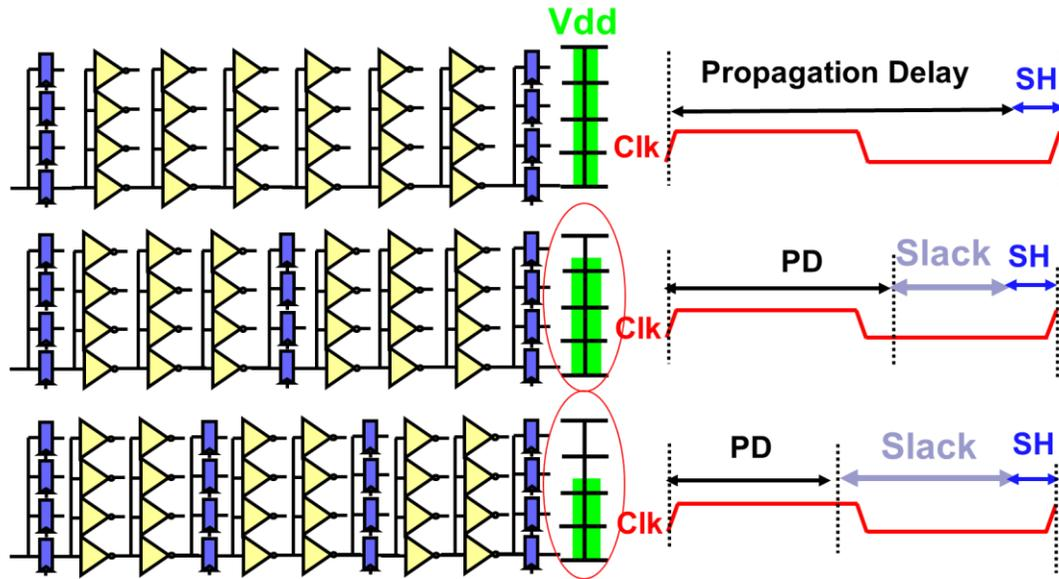 Vdd
Propagation Delay
SH
Clk
PD
Slack
SH
Clk
PD
Slack
SH
Clk